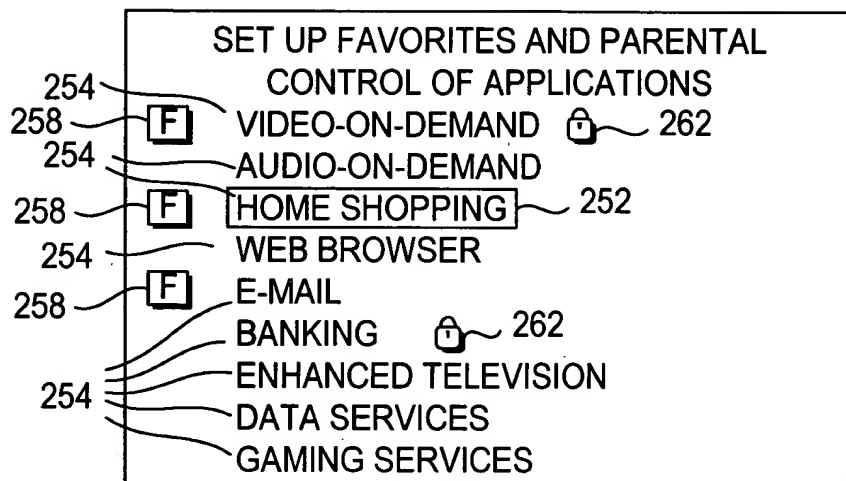 SET UP FAVORITES AND PARENTAL
CONTROL OF APPLICATIONS
254
258 F VIDEO-ON-DEMAND 262
254 AUDIO-ON-DEMAND
258 F HOME SHOPPING 252
254 WEB BROWSER
258 F E-MAIL
BANKING 262
ENHANCED TELEVISION
254 DATA SERVICES
GAMING SERVICES